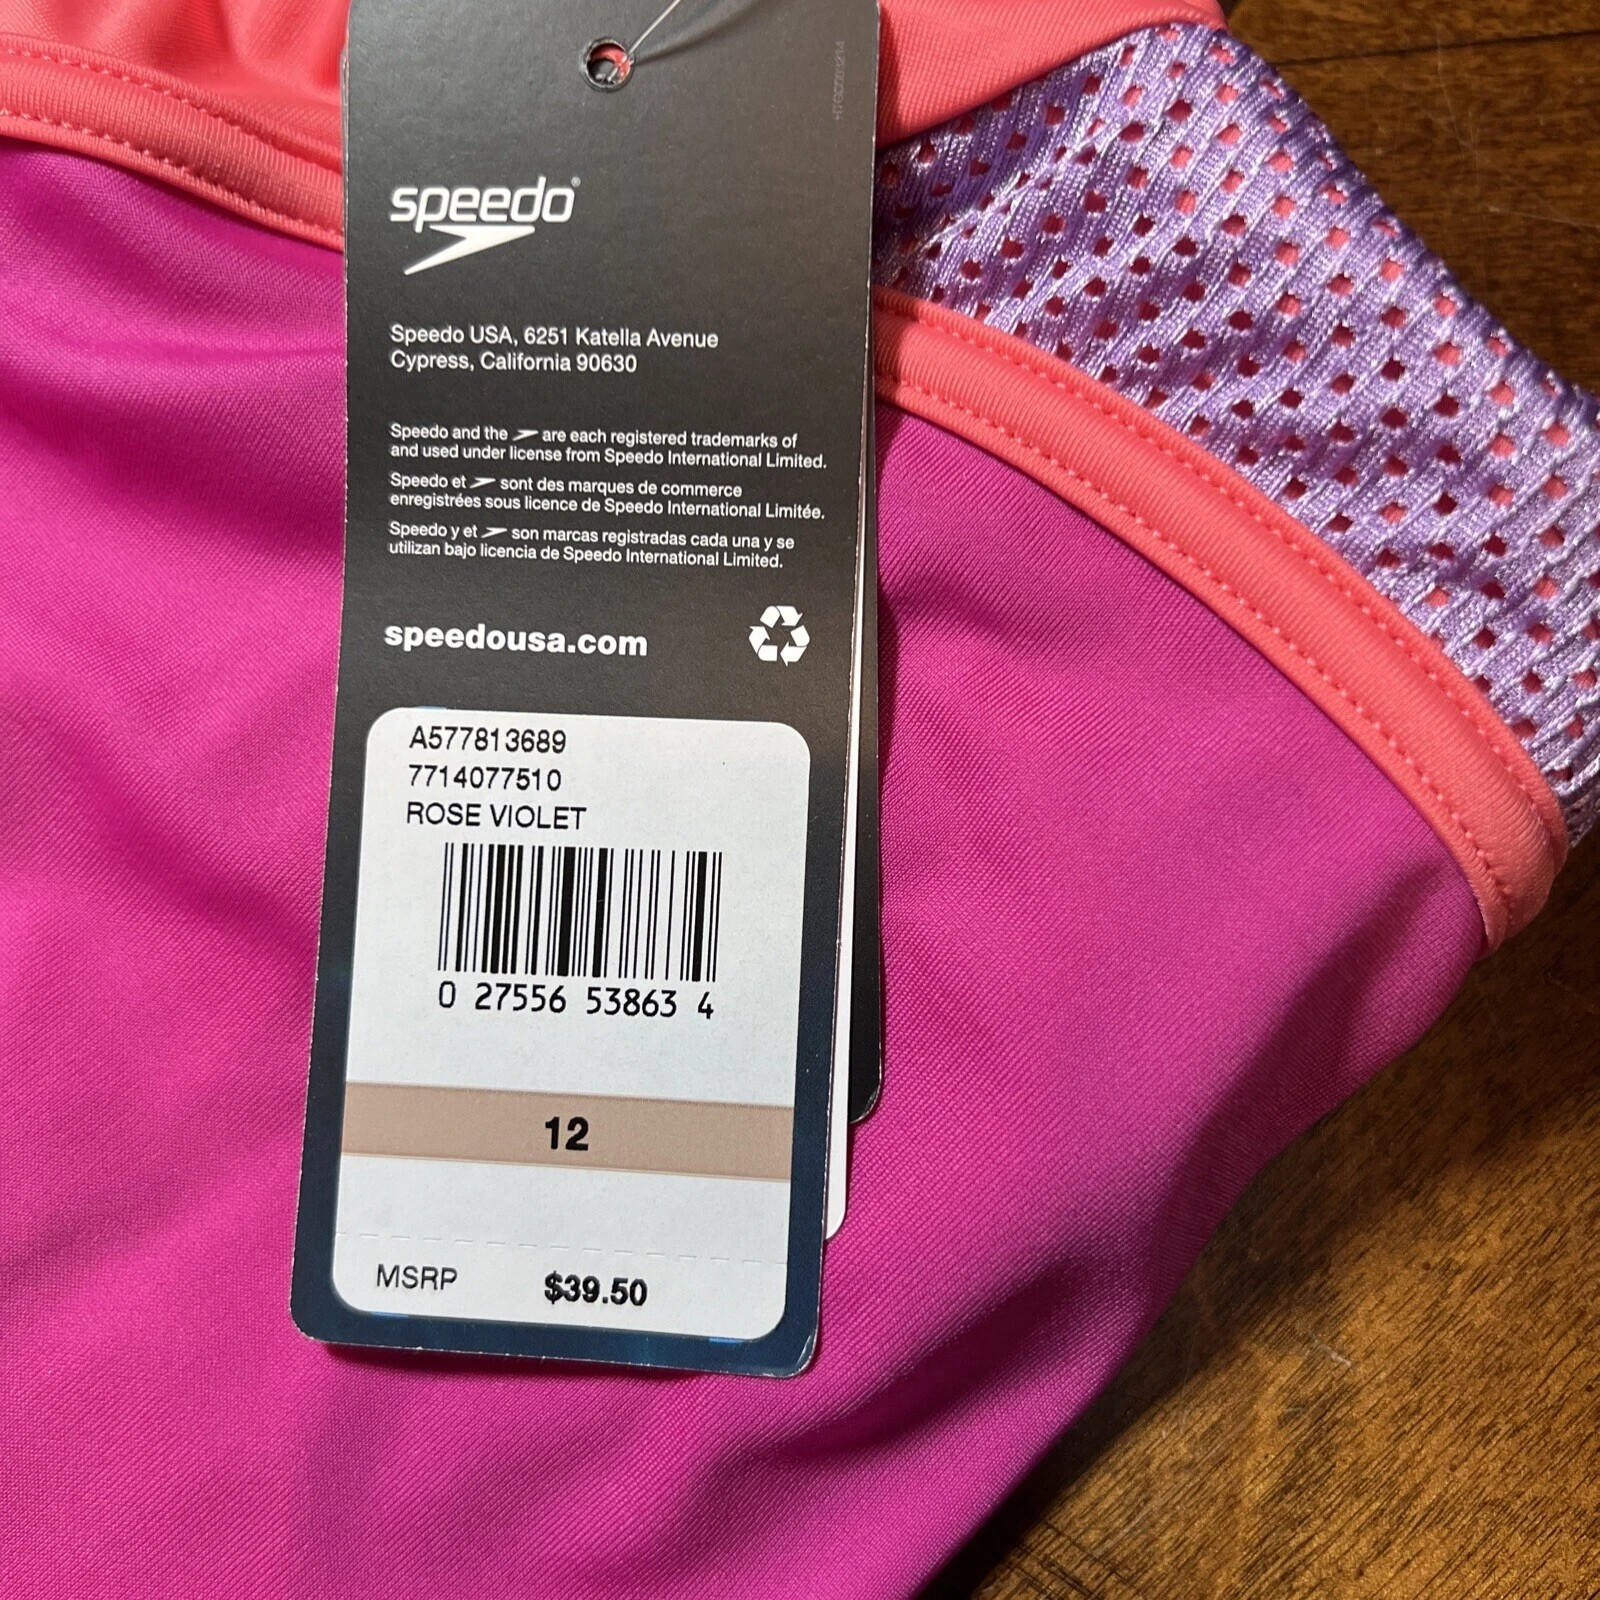 speedo®
Speedo USA, 6251 Katella Avenue
Cypress, California 90630
Speedo and the are each registered trademarks of
and used under license from Speedo International Limited.
Speedo et sont des marques de commerce
enregistrées sous licence de Speedo International Limitée.
Speedo y et son marcas registradas cada una y se
utilizan bajo licencia de Speedo International Limited.
speedousa.com
A577813689
7714077510
ROSE VIOLET
0 27556 53863 4
12
MSRP $39.50